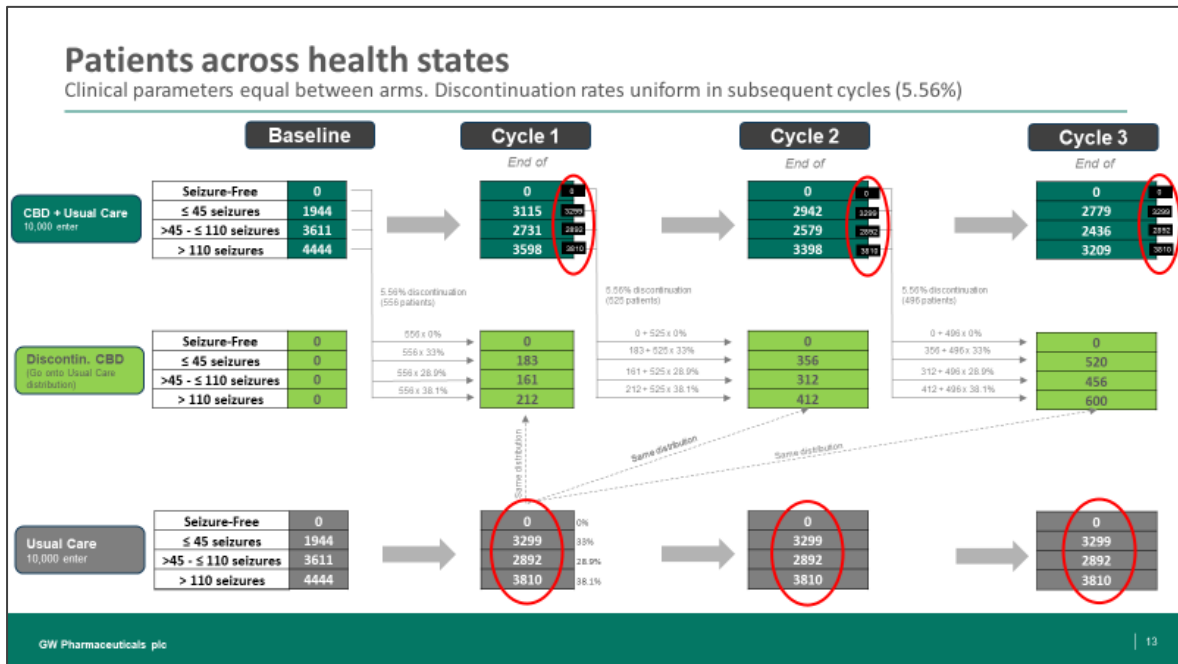 Patients across health states
Clinical parameters equal between arms. Discontinuation rates uniform in subsequent cycles (5.56%)
Baseline
Cycle 1
Cycle 2
Cycle 3
End of
End of
End of
CBD + Usual Care
10,000 enter
Seizure-Free 0
≤ 45 seizures 1944
>45 - ≤ 110 seizures 3611
> 110 seizures 4444
0 0
3115 3299
2731 2892
3598 3810
0 0
2942 3299
2579 2892
3398 3810
0 0
2779 3299
2436 2892
3209 3810
5.56% discontinuation
(556 patients)
5.56% discontinuation
(525 patients)
5.56% discontinuation
(496 patients)
Discontin. CBD
(Go onto Usual Care
distribution)
Seizure-Free 0
≤ 45 seizures 0
>45 - ≤ 110 seizures 0
> 110 seizures 0
556 x 0%
556 x 33%
556 x 28.9%
556 x 38.1%
0
183
161
212
0 + 525 x 0%
183 + 525 x 33%
161 + 525 x 28.9%
212 + 525 x 38.1%
0
356
312
412
0 + 496 x 0%
356 + 496 x 33%
312 + 496 x 28.9%
412 + 496 x 38.1%
0
520
456
600
Same distribution
Same distribution
Same distribution
Usual Care
10,000 enter
Seizure-Free 0
≤ 45 seizures 1944
>45 - ≤ 110 seizures 3611
> 110 seizures 4444
0 0%
3299 33%
2892 28.9%
3810 38.1%
0
3299
2892
3810
0
3299
2892
3810
GW Pharmaceuticals plc
13